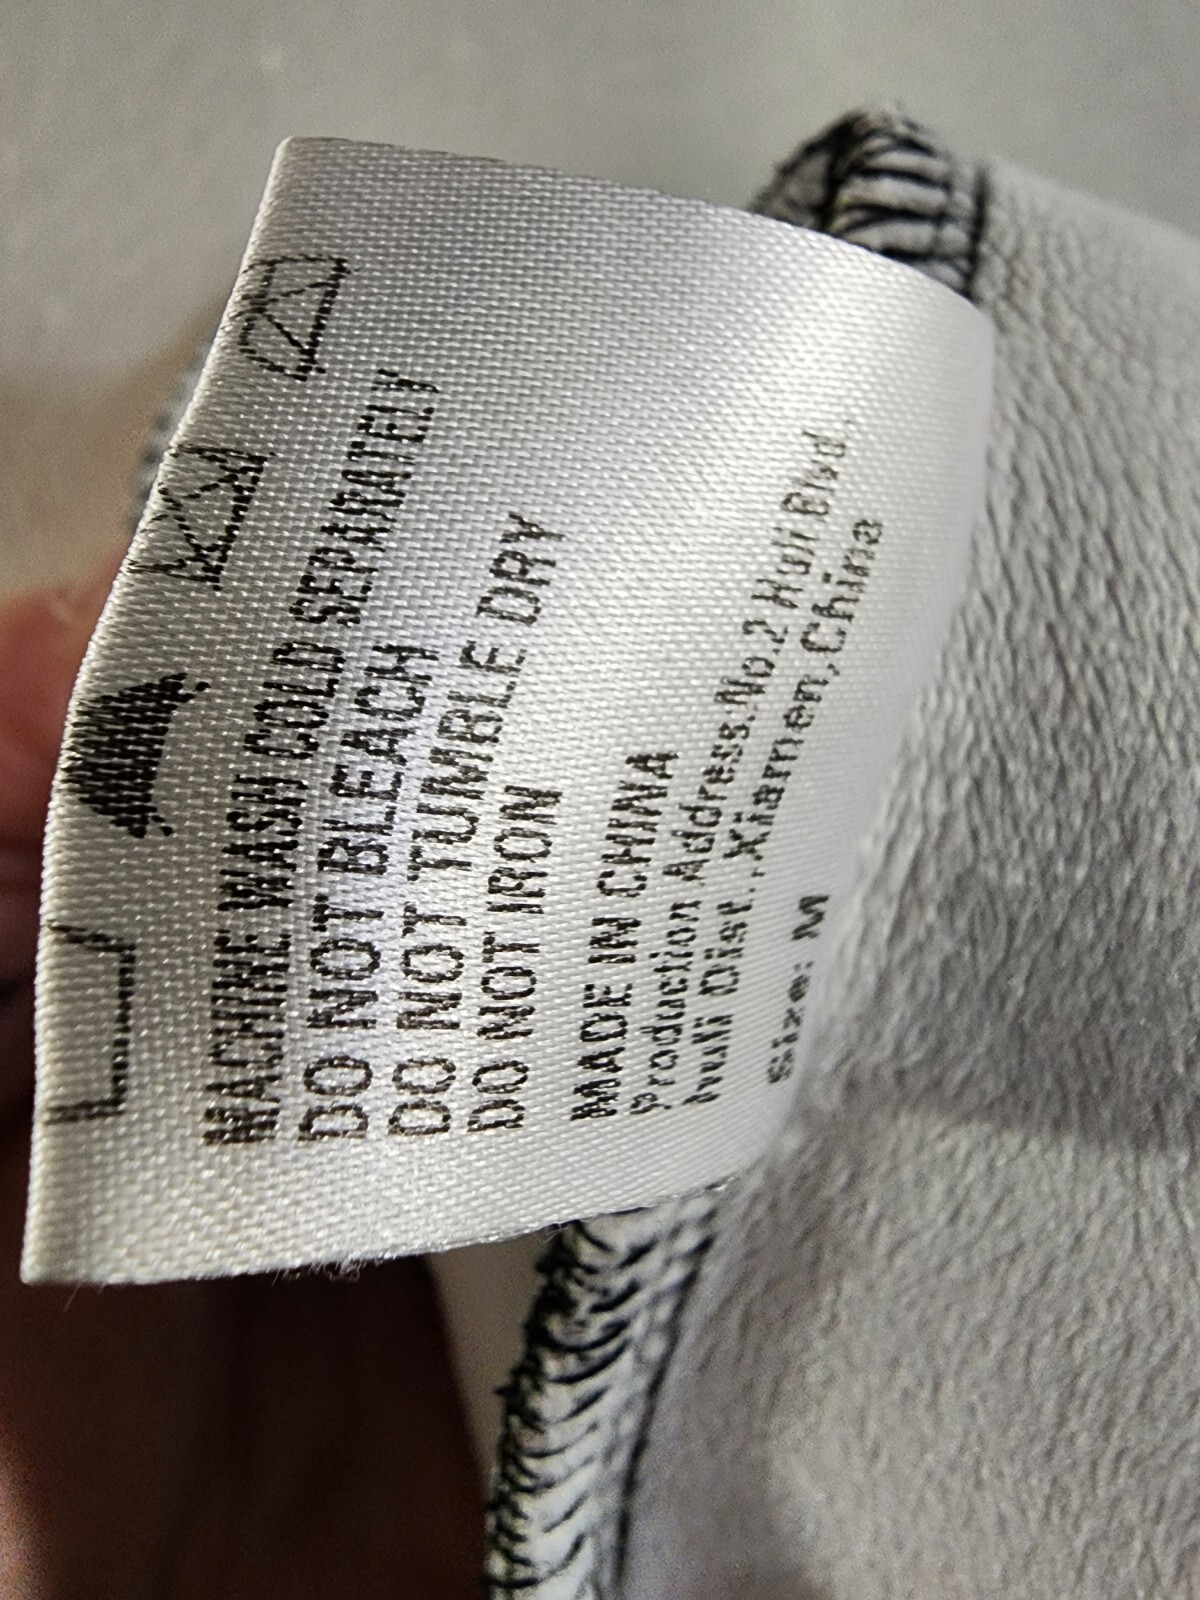 MACHINE WASH COLD SEPARATELY
DO NOT BLEACH
DO NOT TUMBLE DRY
DO NOT IRON
MADE IN CHINA
Production Address.No.2 Huli Blvd.,
Huli Dist.,Xiamen,China
Size: M